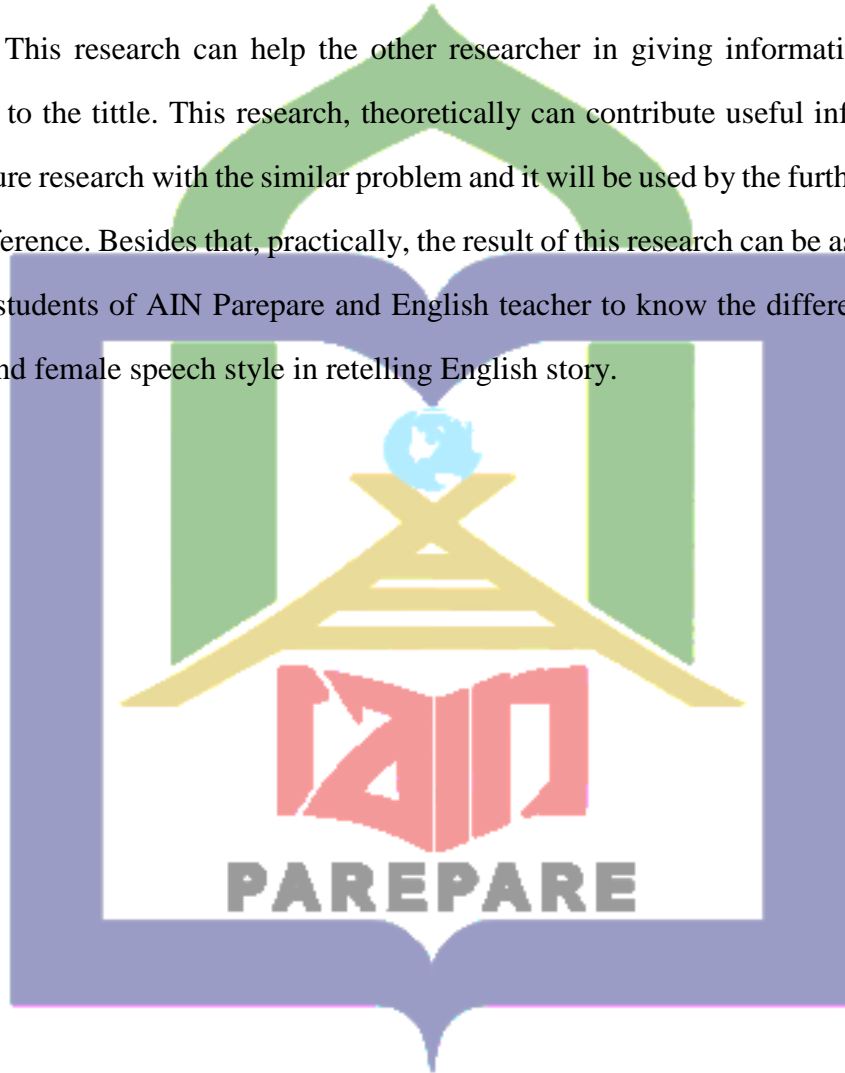 This research can help the other researcher in giving informati
to the tittle. This research, theoretically can contribute useful inf
ure research with the similar problem and it will be used by the furth
ference. Besides that, practically, the result of this research can be as
students of AIN Parepare and English teacher to know the differe
nd female speech style in retelling English story.
iain
PAREPARE